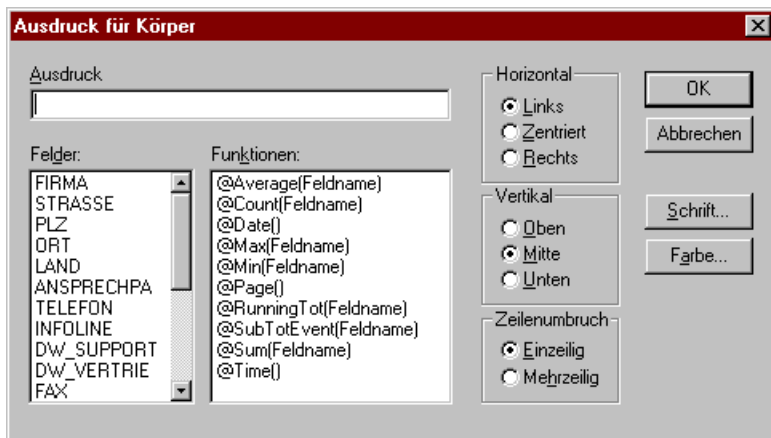 Ausdruck für Körper
Ausdruck
Felder:
FIRMA
STRASSE
PLZ
ORT
LAND
ANSPRECHPA
TELEFON
INFOLINE
DW_SUPPORT
DW_VERTRIE
FAX
Funktionen:
@Average(Feldname)
@Count(Feldname)
@Date()
@Max(Feldname)
@Min(Feldname)
@Page()
@RunningTot(Feldname)
@SubTotEvent(Feldname)
@Sum(Feldname)
@Time()
Horizontal
Links
Zentriert
Rechts
Vertikal
Oben
Mitte
Unten
Zeilenumbruch
Einzeilig
Mehrzeilig
OK
Abbrechen
Schrift...
Farbe...